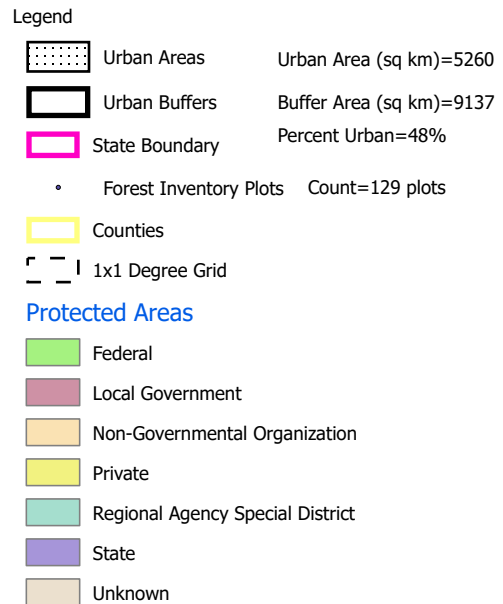 Legend
Urban Areas Urban Area (sq km)=5260
Urban Buffers Buffer Area (sq km)=9137
State Boundary Percent Urban=48%
Forest Inventory Plots Count=129 plots
Counties
1x1 Degree Grid
Protected Areas
Federal
Local Government
Non-Governmental Organization
Private
Regional Agency Special District
State
Unknown